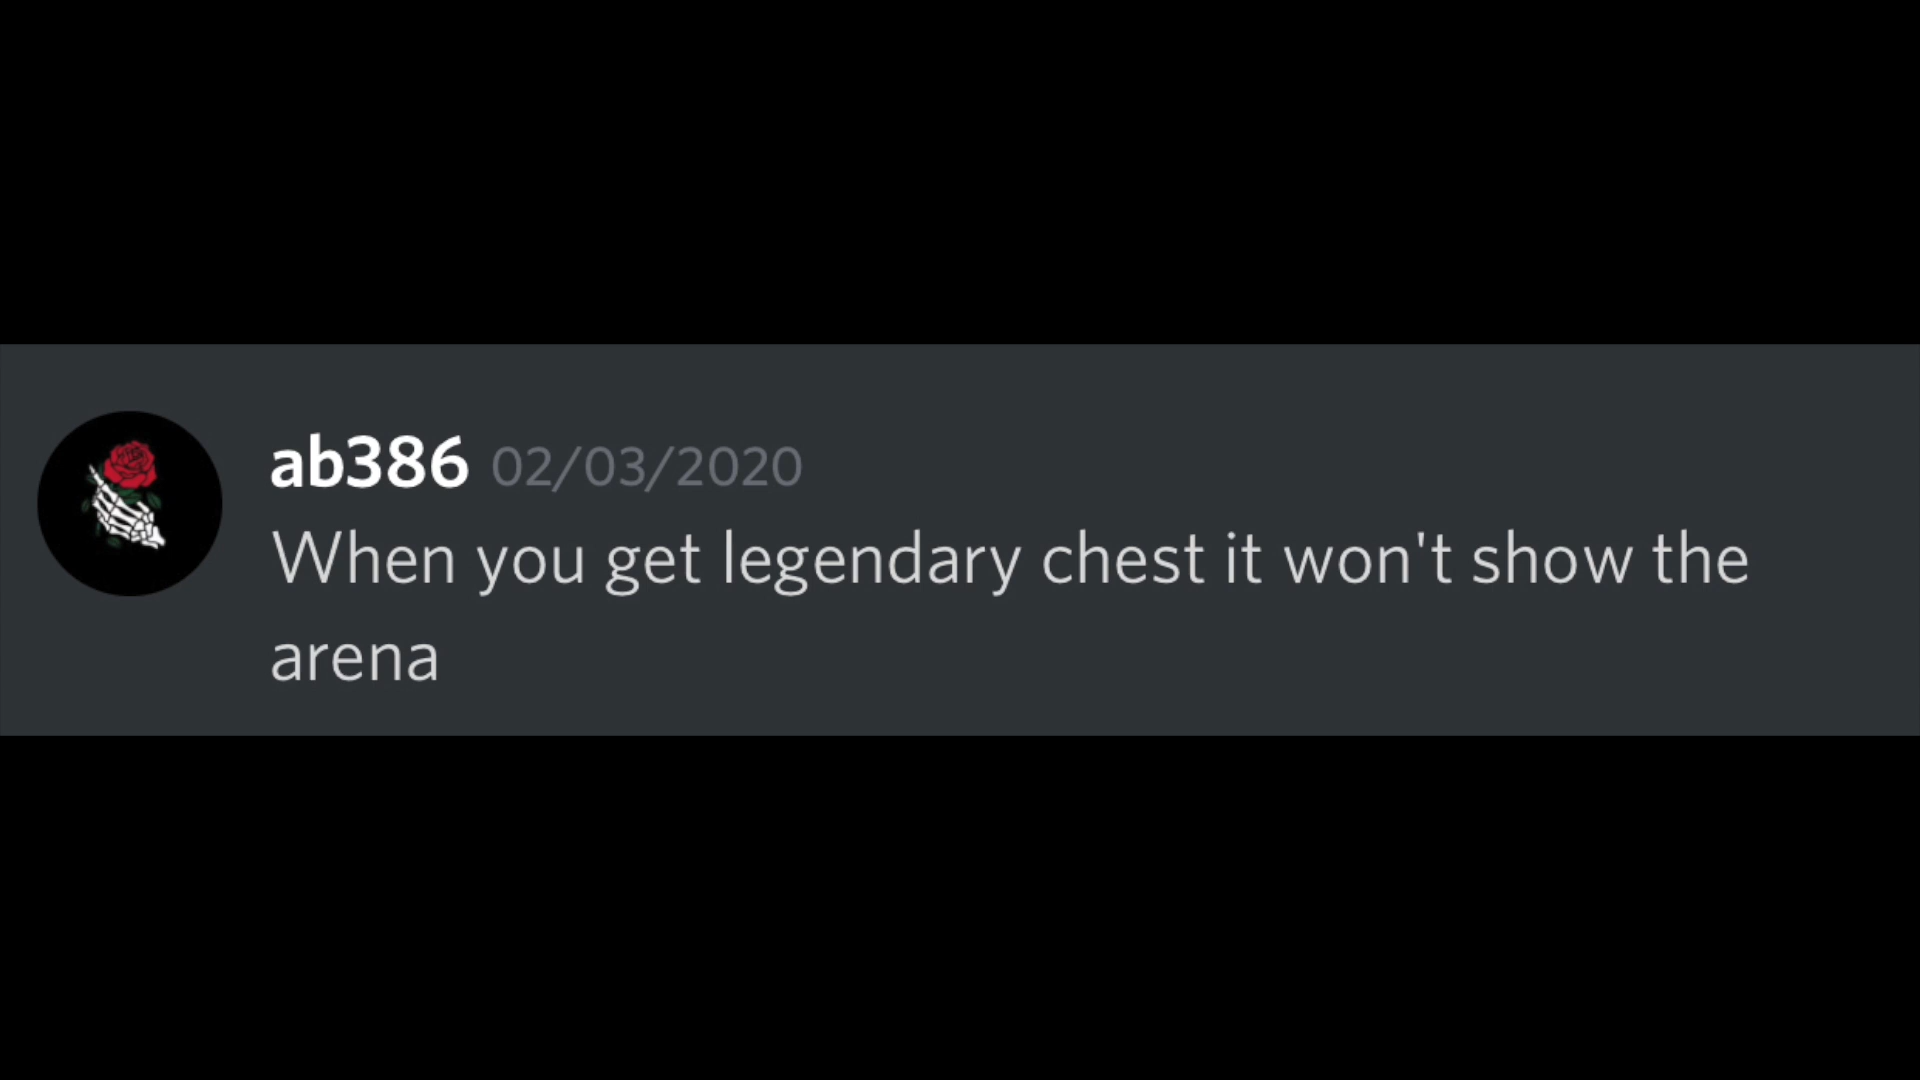 ab386 02/03/2020
When you get legendary chest it won't show the
arena